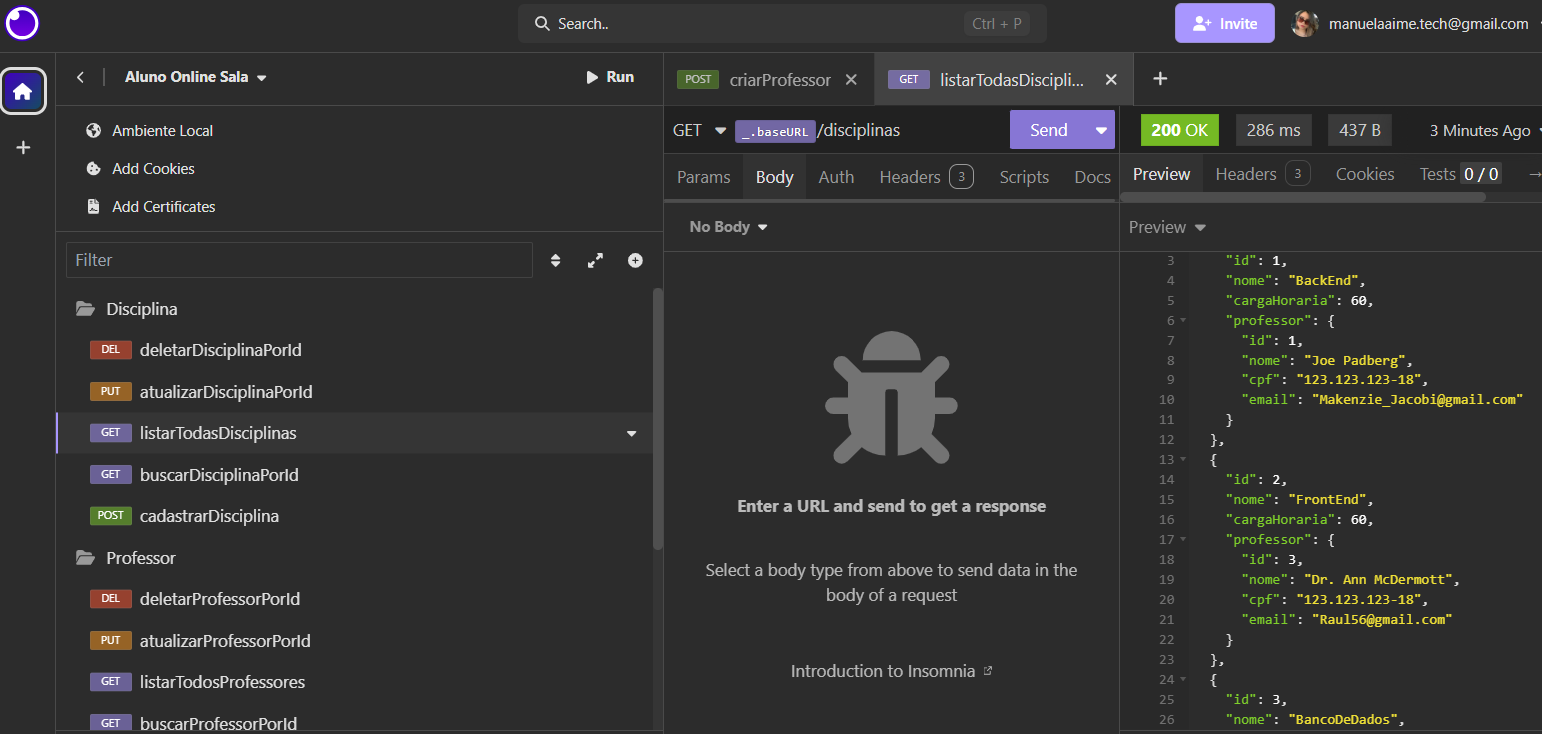 Search..
Ctrl + P
Invite
manuelaaime.tech@gmail.com
Aluno Online Sala
Run
Ambiente Local
Add Cookies
Add Certificates
Filter
Disciplina
DEL deletarDisciplinaPorId
PUT atualizarDisciplinaPorId
GET listarTodasDisciplinas
GET buscarDisciplinaPorId
POST cadastrarDisciplina
Professor
DEL deletarProfessorPorId
PUT atualizarProfessorPorId
GET listarTodosProfessores
GET buscarProfessorPorId
POST criarProfessor
GET listarTodasDiscipli...
GET _.baseURL/disciplinas
Send
Params Body Auth Headers 3 Scripts Docs
No Body
Enter a URL and send to get a response
Select a body type from above to send data in the
body of a request
Introduction to Insomnia
200 OK 286 ms 437 B 3 Minutes Ago
Preview Headers 3 Cookies Tests 0 / 0
Preview
3 "id": 1,
4 "nome": "BackEnd",
5 "cargaHoraria": 60,
6 "professor": {
7 "id": 1,
8 "nome": "Joe Padberg",
9 "cpf": "123.123.123-18",
10 "email": "Makenzie_Jacobi@gmail.com"
11 }
12 },
13 {
14 "id": 2,
15 "nome": "FrontEnd",
16 "cargaHoraria": 60,
17 "professor": {
18 "id": 3,
19 "nome": "Dr. Ann McDermott",
20 "cpf": "123.123.123-18",
21 "email": "Raul56@gmail.com"
22 }
23 },
24 {
25 "id": 3,
26 "nome": "BancoDeDados",